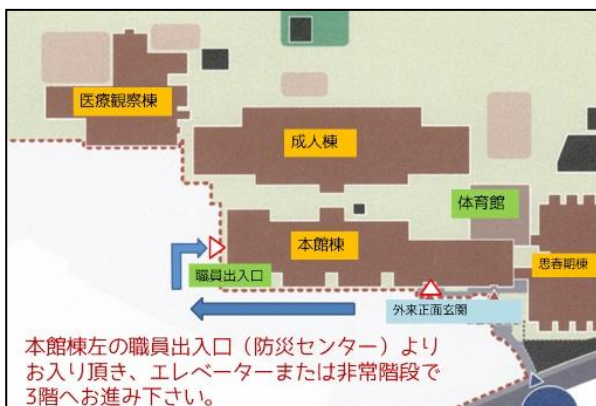 医療観察棟
成人棟
体育館
本館棟
思春期棟
職員出入口
外来正面玄関
本館棟左の職員出入口（防災センター）より
お入り頂き、エレベーターまたは非常階段で
3階へお進み下さい。